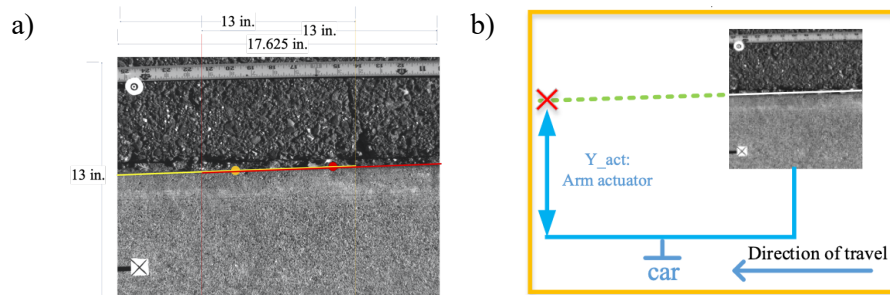 a)
13 in.
13 in.
17.625 in.
13 in.
b)
Y_act:
Arm actuator
car
Direction of travel